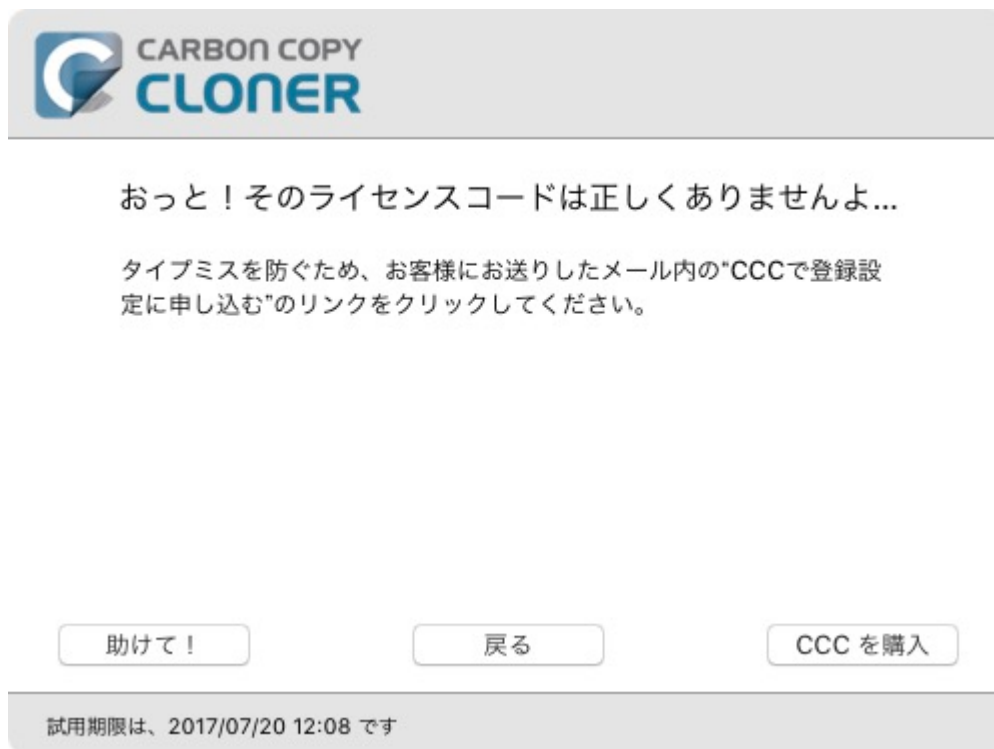 CARBON COPY
CLONER
おっと！そのライセンスコードは正しくありませんよ...
タイプミスを防ぐため、お客様にお送りしたメール内の“CCCで登録設
定に申し込む”のリンクをクリックしてください。
助けて！
戻る
CCC を購入
試用期限は、2017/07/20 12:08 です